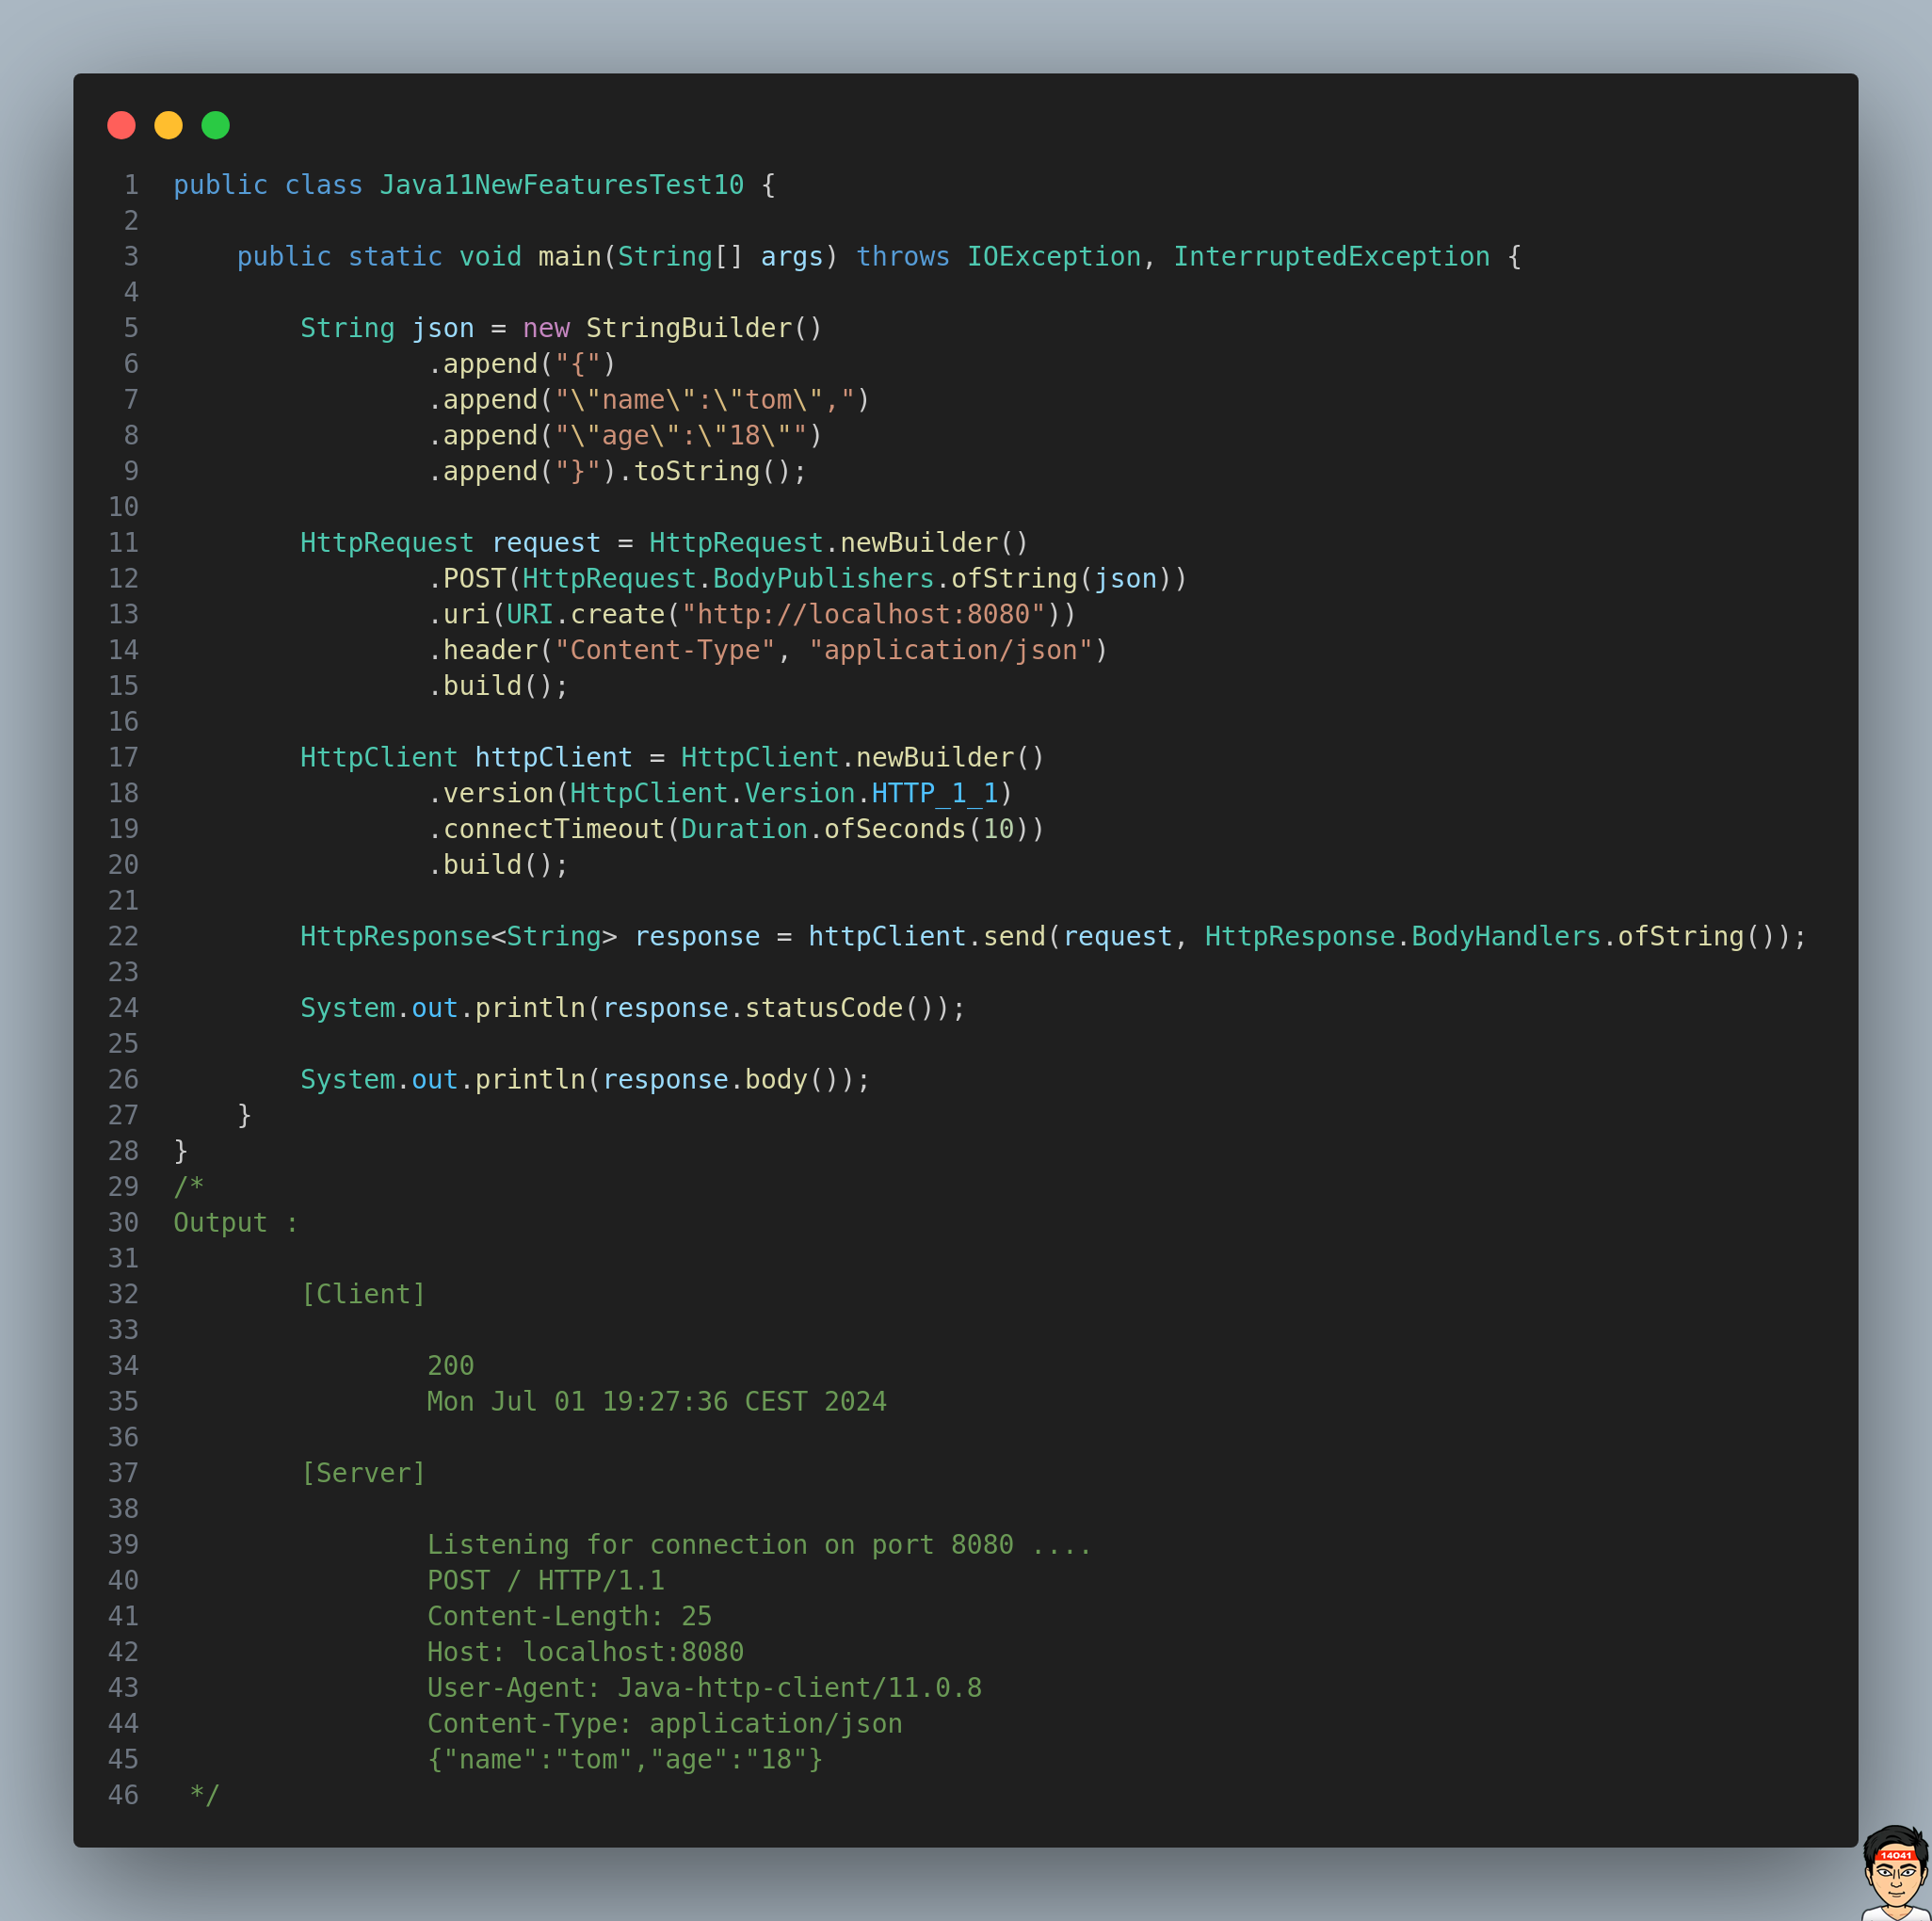 1 public class Java11NewFeaturesTest10 {
2
3     public static void main(String[] args) throws IOException, InterruptedException {
4
5         String json = new StringBuilder()
6                 .append("{")
7                 .append("\"name\":\"tom\",")
8                 .append("\"age\":\"18\"")
9                 .append("}").toString();
10
11         HttpRequest request = HttpRequest.newBuilder()
12                 .POST(HttpRequest.BodyPublishers.ofString(json))
13                 .uri(URI.create("http://localhost:8080"))
14                 .header("Content-Type", "application/json")
15                 .build();
16
17         HttpClient httpClient = HttpClient.newBuilder()
18                 .version(HttpClient.Version.HTTP_1_1)
19                 .connectTimeout(Duration.ofSeconds(10))
20                 .build();
21
22         HttpResponse<String> response = httpClient.send(request, HttpResponse.BodyHandlers.ofString());
23
24         System.out.println(response.statusCode());
25
26         System.out.println(response.body());
27     }
28 }
29 /*
30 Output :
31
32         [Client]
33
34                 200
35                 Mon Jul 01 19:27:36 CEST 2024
36
37         [Server]
38
39                 Listening for connection on port 8080 ....
40                 POST / HTTP/1.1
41                 Content-Length: 25
42                 Host: localhost:8080
43                 User-Agent: Java-http-client/11.0.8
44                 Content-Type: application/json
45                 {"name":"tom","age":"18"}
46  */
14041